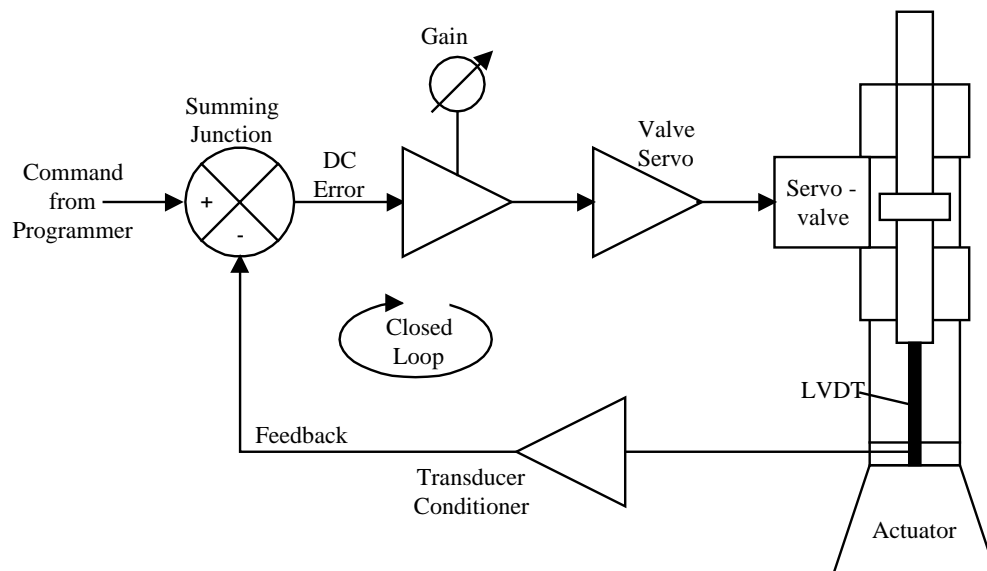 Gain
Summing
Junction
Valve
Servo
DC
Error
Command
from
Programmer
+
-
Servo -
valve
Closed
Loop
LVDT
Feedback
Transducer
Conditioner
Actuator